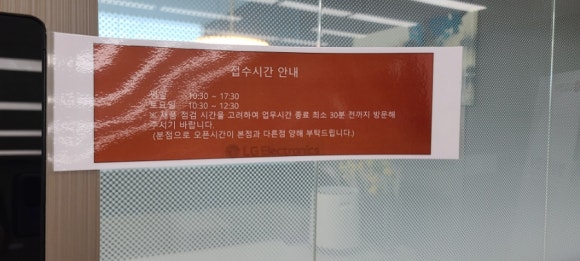 접수시간 안내
평일 10:30 ~ 17:30
토요일 10:30 ~ 12:30
※ 제품 점검 시간을 고려하여 업무시간 종료 최소 30분 전까지 방문해
주시기 바랍니다.
(분점으로 오픈시간이 본점과 다른점 양해 부탁드립니다.)
LG Electronics